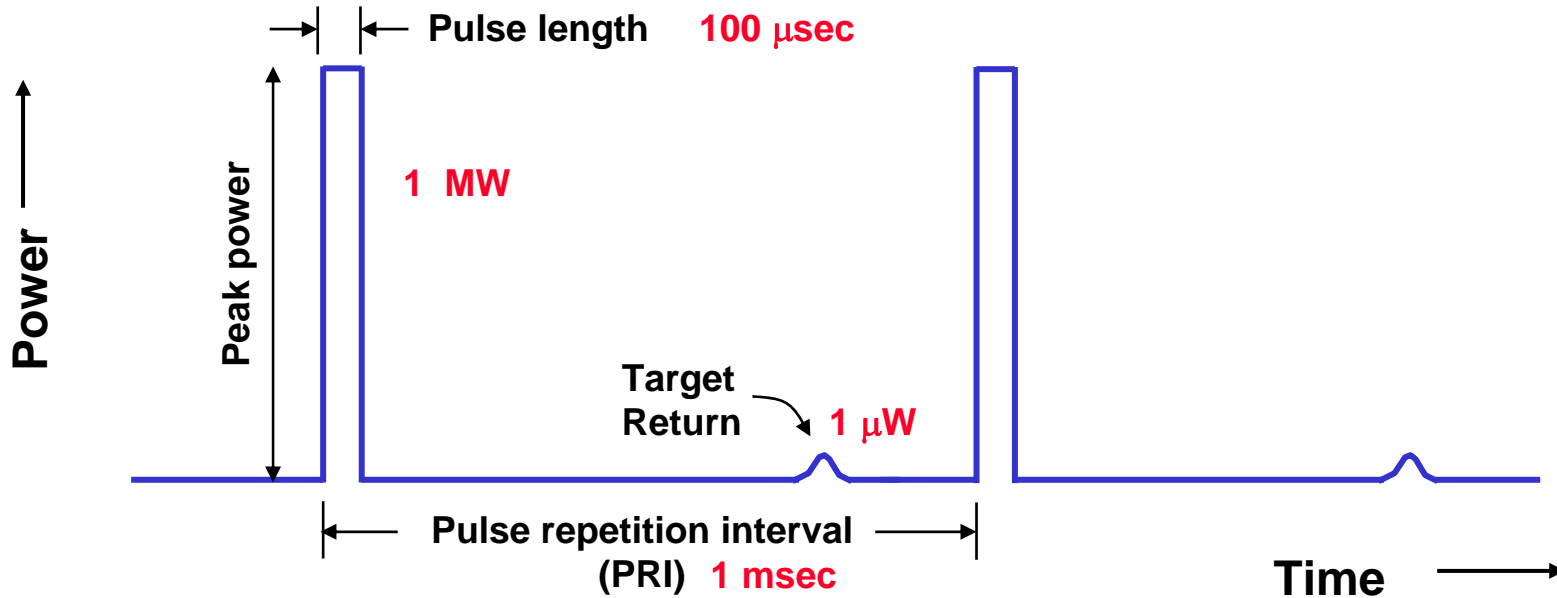 Pulse length 100 μsec
Power
Peak power
1 MW
Target
Return 1 μW
Pulse repetition interval
(PRI) 1 msec
Time